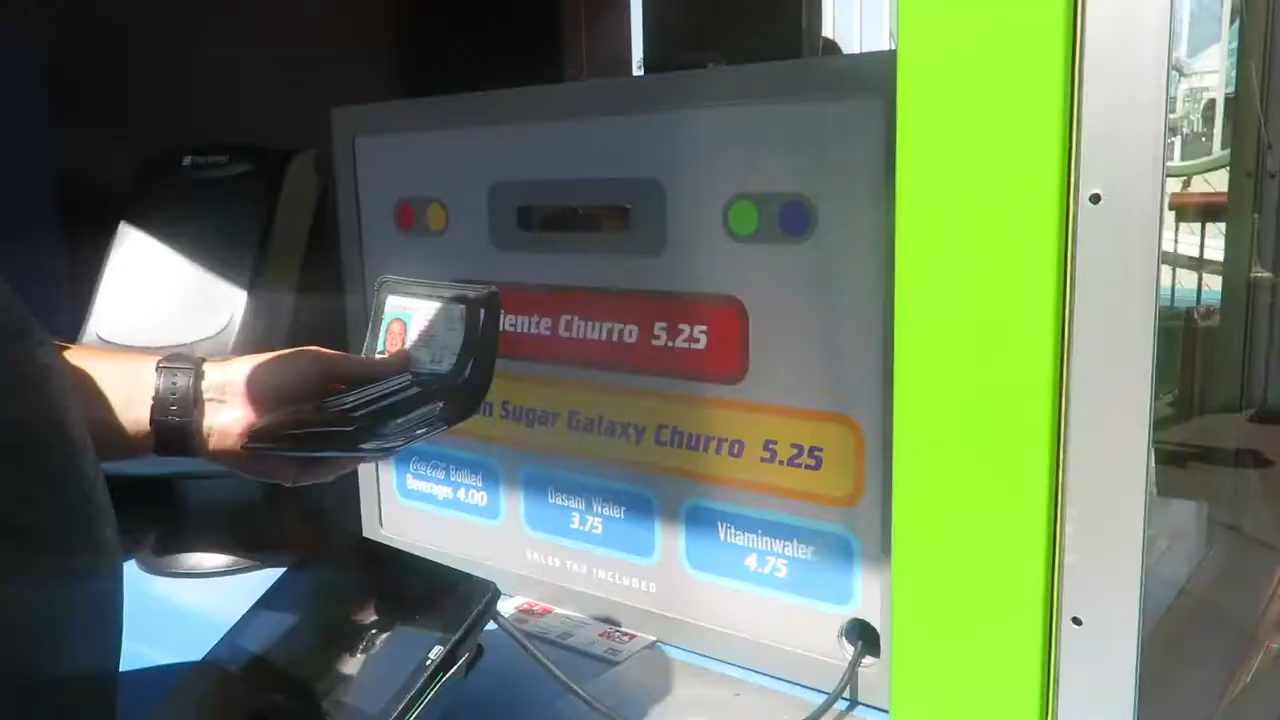 iente Churro 5.25
n Sugar Galaxy Churro 5.25
Coca-Cola Bottled
Beverages 4.00
Dasani Water
3.75
Vitaminwater
4.75
SALES TAX INCLUDED